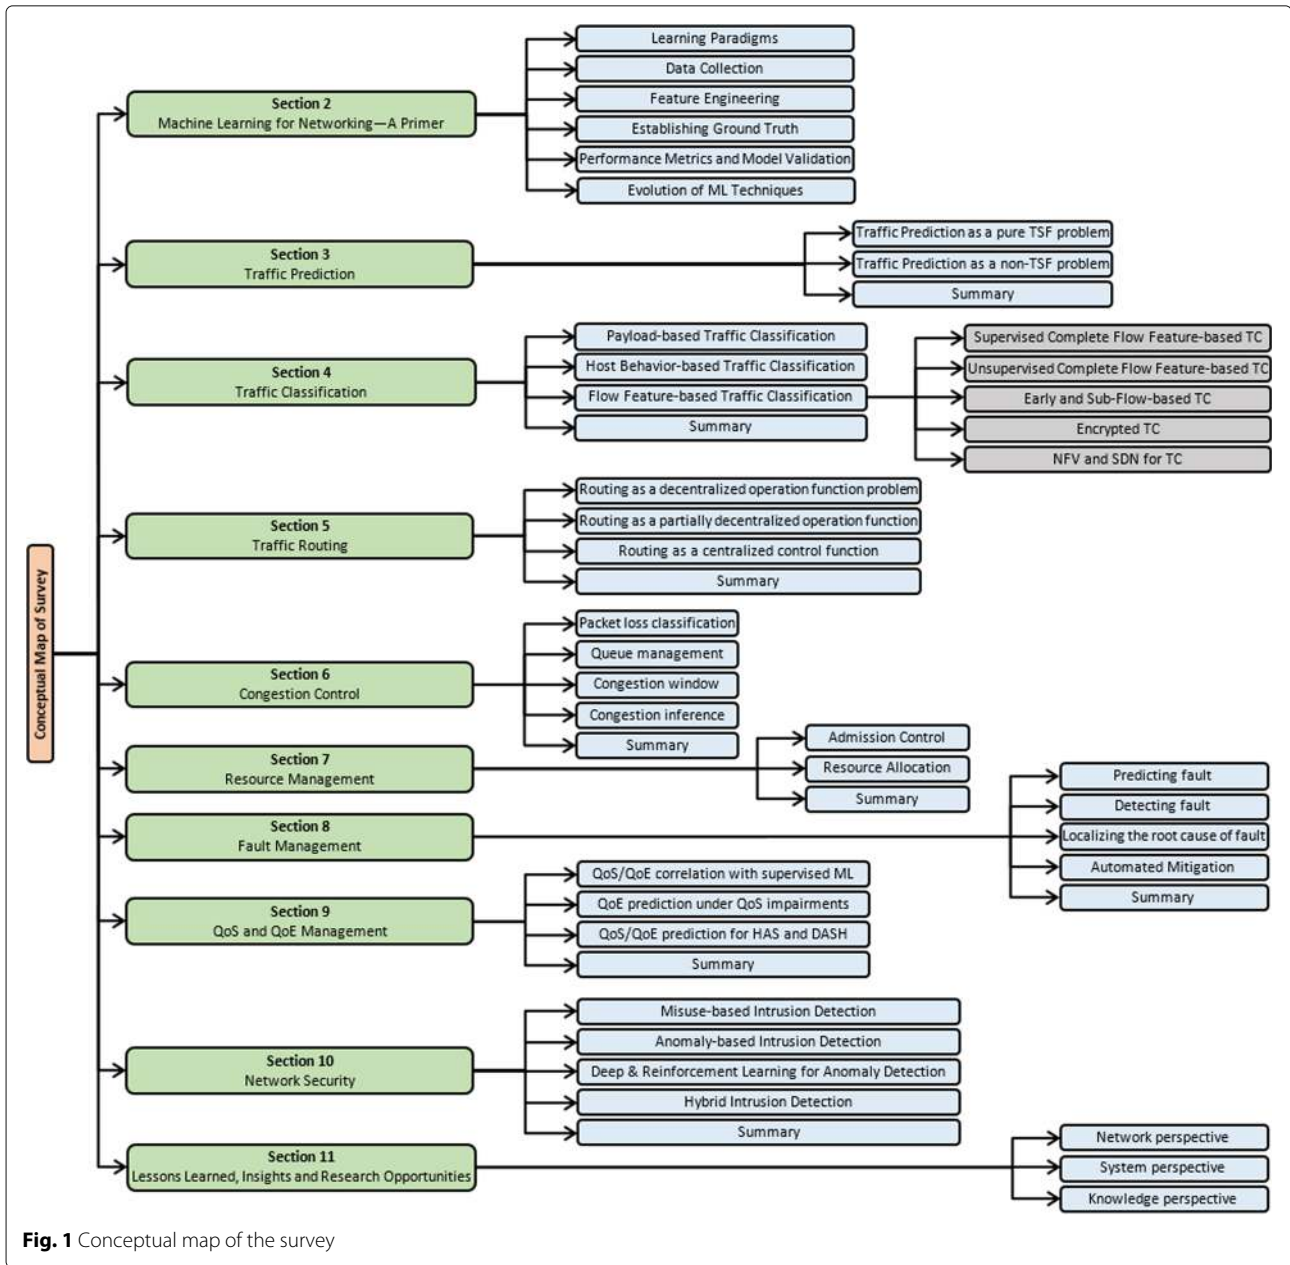 Conceptual Map of Survey
Section 2
Machine Learning for Networking—A Primer
Learning Paradigms
Data Collection
Feature Engineering
Establishing Ground Truth
Performance Metrics and Model Validation
Evolution of ML Techniques
Section 3
Traffic Prediction
Traffic Prediction as a pure TSF problem
Traffic Prediction as a non-TSF problem
Summary
Section 4
Traffic Classification
Payload-based Traffic Classification
Host Behavior-based Traffic Classification
Flow Feature-based Traffic Classification
Summary
Supervised Complete Flow Feature-based TC
Unsupervised Complete Flow Feature-based TC
Early and Sub-Flow-based TC
Encrypted TC
NFV and SDN for TC
Section 5
Traffic Routing
Routing as a decentralized operation function problem
Routing as a partially decentralized operation function
Routing as a centralized control function
Summary
Section 6
Congestion Control
Packet loss classification
Queue management
Congestion window
Congestion inference
Summary
Section 7
Resource Management
Admission Control
Resource Allocation
Summary
Section 8
Fault Management
Predicting fault
Detecting fault
Localizing the root cause of fault
Automated Mitigation
Summary
Section 9
QoS and QoE Management
QoS/QoE correlation with supervised ML
QoE prediction under QoS impairments
QoS/QoE prediction for HAS and DASH
Summary
Section 10
Network Security
Misuse-based Intrusion Detection
Anomaly-based Intrusion Detection
Deep & Reinforcement Learning for Anomaly Detection
Hybrid Intrusion Detection
Summary
Section 11
Lessons Learned, Insights and Research Opportunities
Network perspective
System perspective
Knowledge perspective
Fig. 1 Conceptual map of the survey